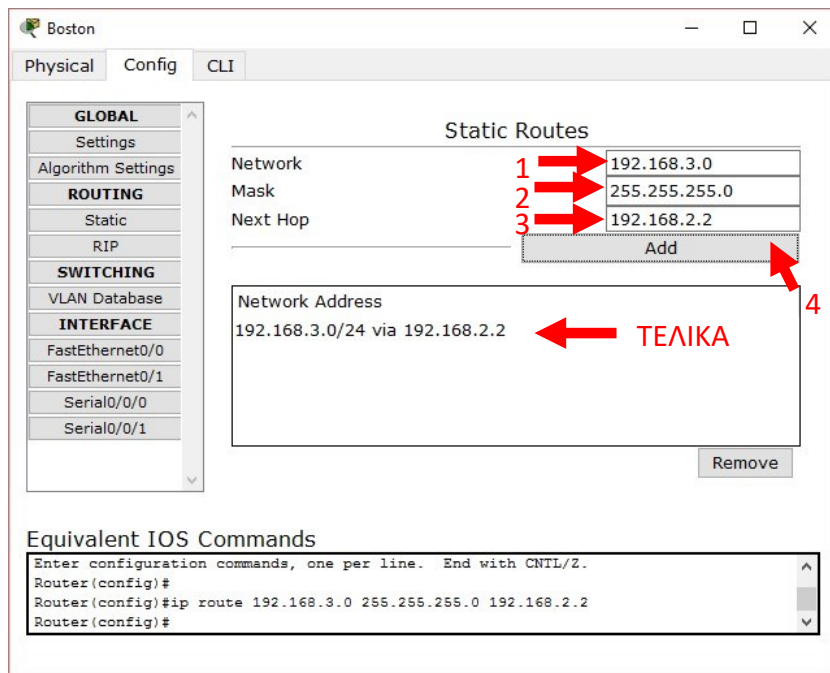 Boston
Physical Config CLI
GLOBAL
Settings
Algorithm Settings
ROUTING
Static
RIP
SWITCHING
VLAN Database
INTERFACE
FastEthernet0/0
FastEthernet0/1
Serial0/0/0
Serial0/0/1
Static Routes
Network 1 192.168.3.0
Mask 2 255.255.255.0
Next Hop 3 192.168.2.2
Add
4
Network Address
192.168.3.0/24 via 192.168.2.2 ΤΕΛΙΚΑ
Remove
Equivalent IOS Commands
Enter configuration commands, one per line. End with CNTL/Z.
Router(config)#
Router(config)#ip route 192.168.3.0 255.255.255.0 192.168.2.2
Router(config)#